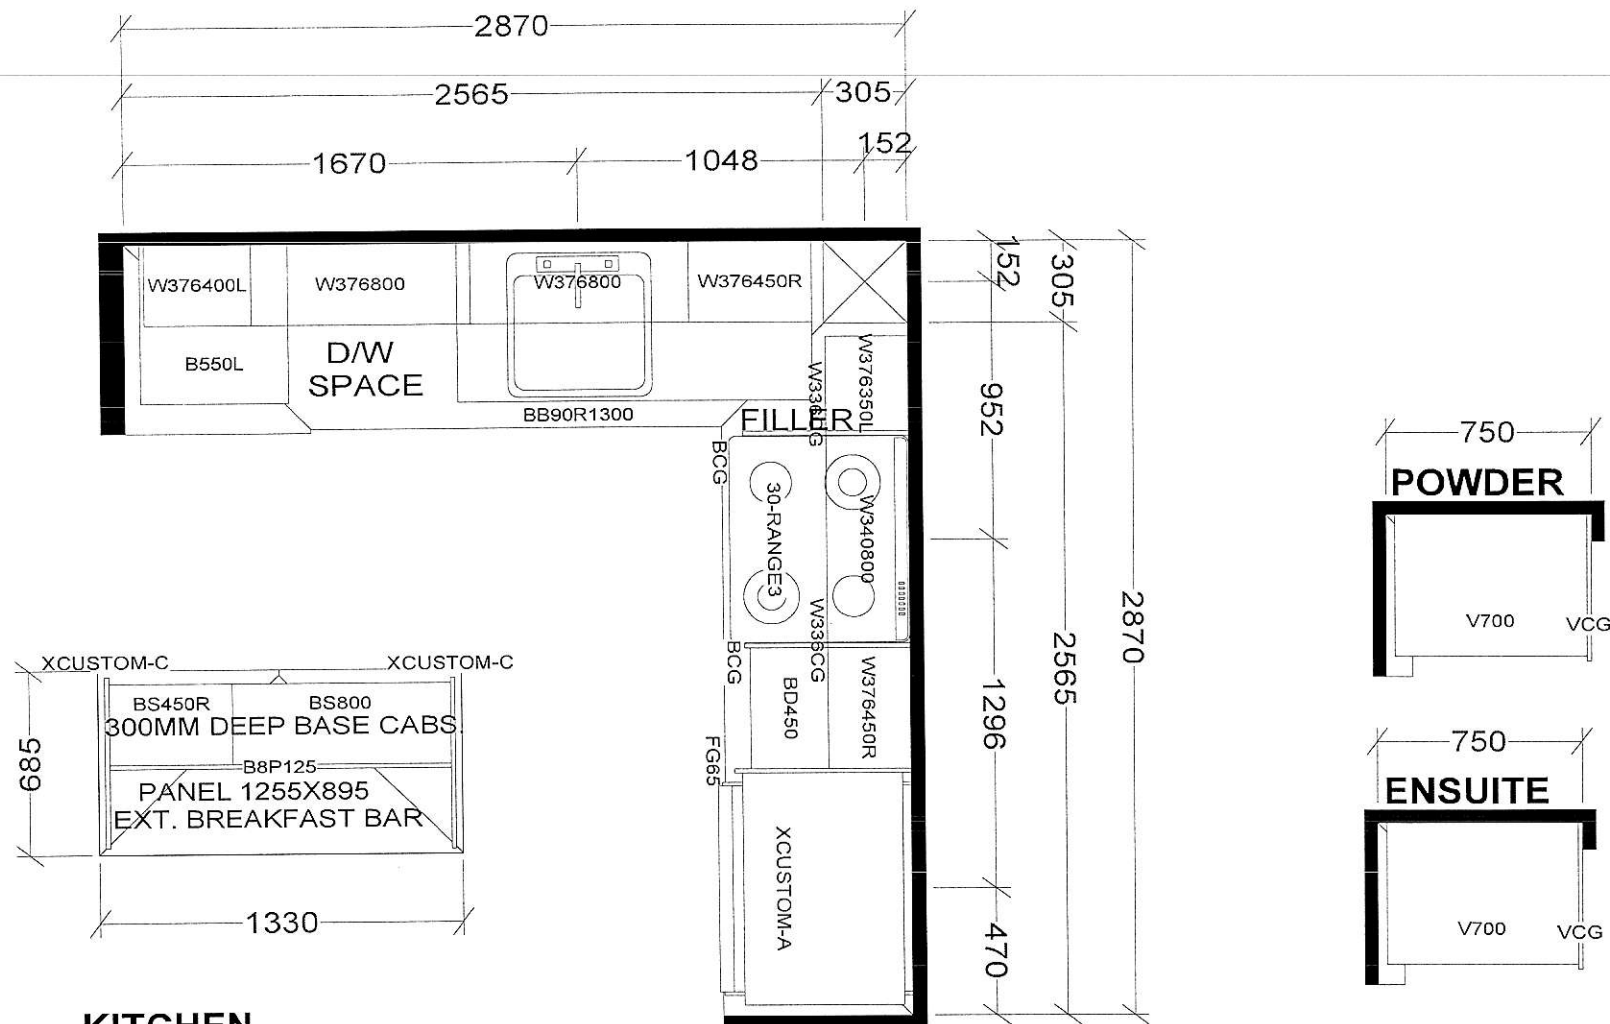 2870
2565
305
1670
1048
152
W376400L
W376800
W376800
W376450R
152
305
B550L
D/W
SPACE
W376350L
BB90R1300
FILLER
952
BCG
30-RANGE3
W340800
750
POWDER
V700
VCG
W336CG
BCG
BD450
W376450R
1296
2565
2870
XCUSTOM-C
XCUSTOM-C
BS450R
BS800
300MM DEEP BASE CABS.
685
B8P125
PANEL 1255X895
EXT. BREAKFAST BAR
FG65
XCUSTOM-A
750
ENSUITE
V700
VCG
1330
470
KITCHEN